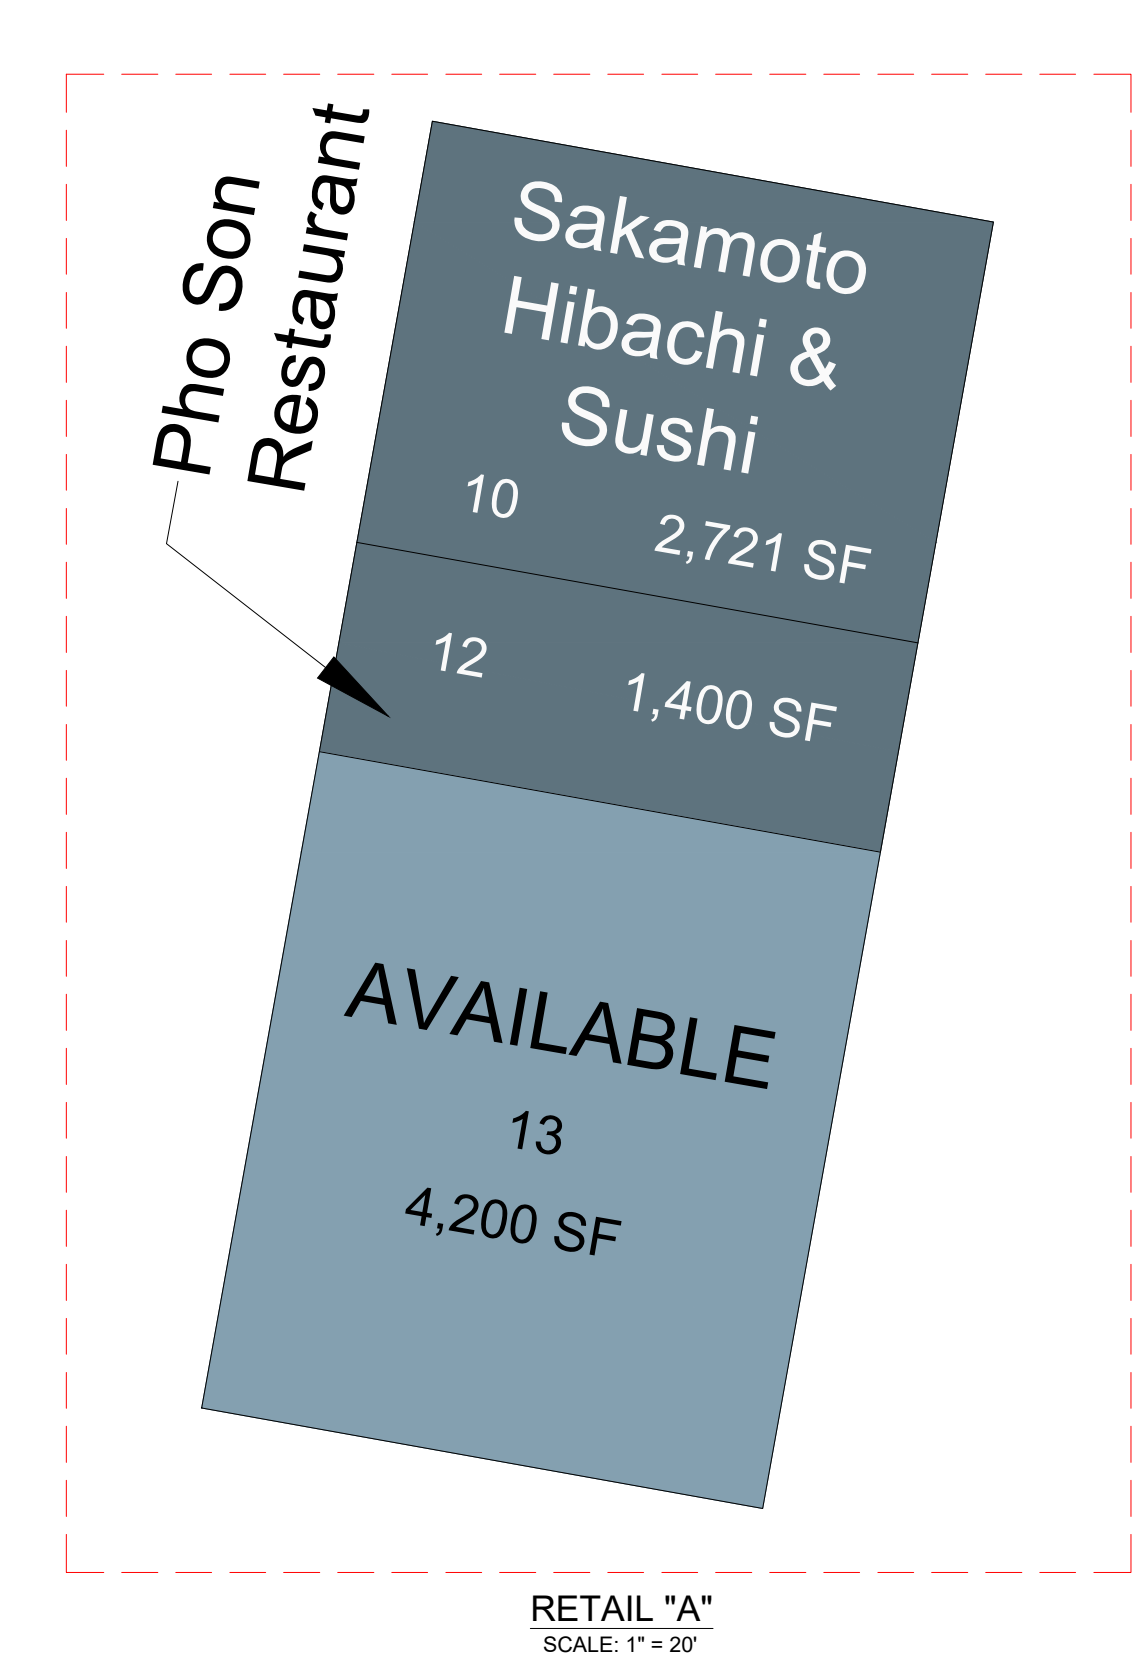 Pho Son
Restaurant
Sakamoto
Hibachi &
Sushi
10 2,721 SF
12 1,400 SF
AVAILABLE
13
4,200 SF
RETAIL "A"
SCALE: 1" = 20'